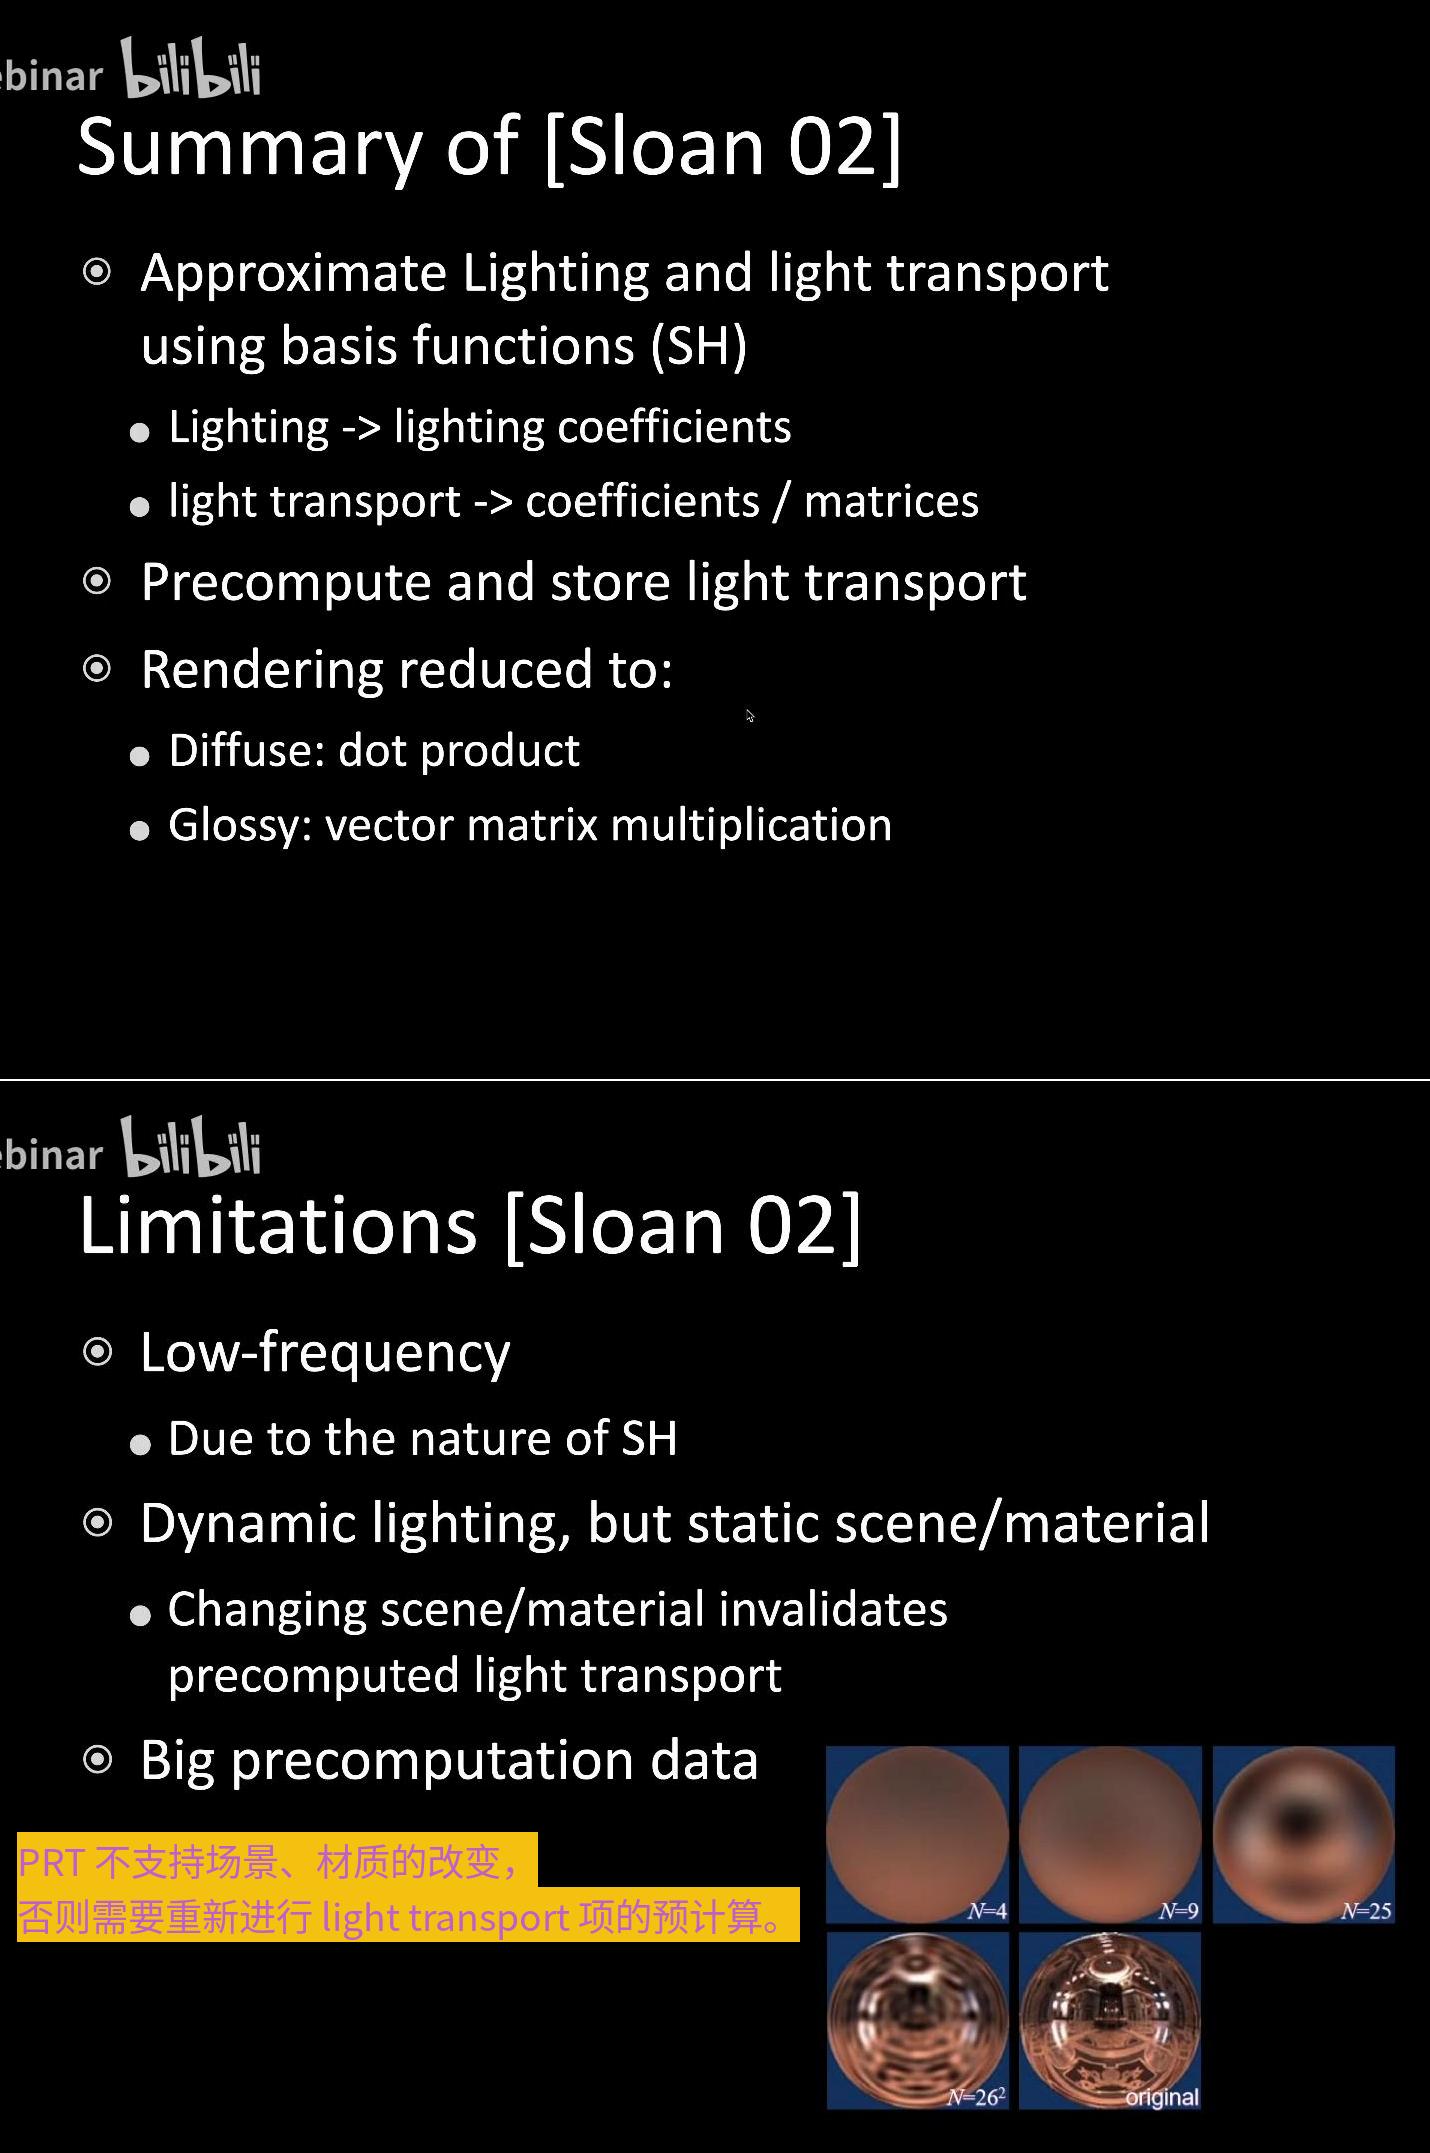 ebinar bilibili
Summary of [Sloan 02]
Approximate Lighting and light transport
using basis functions (SH)
Lighting -> lighting coefficients
light transport -> coefficients / matrices
Precompute and store light transport
Rendering reduced to:
Diffuse: dot product
Glossy: vector matrix multiplication
ebinar bilibili
Limitations [Sloan 02]
Low-frequency
Due to the nature of SH
Dynamic lighting, but static scene/material
Changing scene/material invalidates
precomputed light transport
Big precomputation data
PRT 不支持场景、材质的改变，
否则需要重新进行 light transport 项的预计算。
N=4
N=9
N=25
N=26²
original